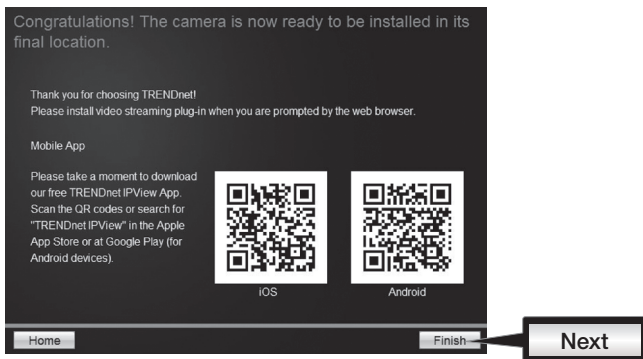 Congratulations! The camera is now ready to be installed in its
final location.
Thank you for choosing TRENDnet!
Please install video streaming plug-in when you are prompted by the web browser.
Mobile App
Please take a moment to download
our free TRENDnet IPView App.
Scan the QR codes or search for
"TRENDnet IPView" in the Apple
App Store or at Google Play (for
Android devices).
iOS
Android
Home
Finish
Next